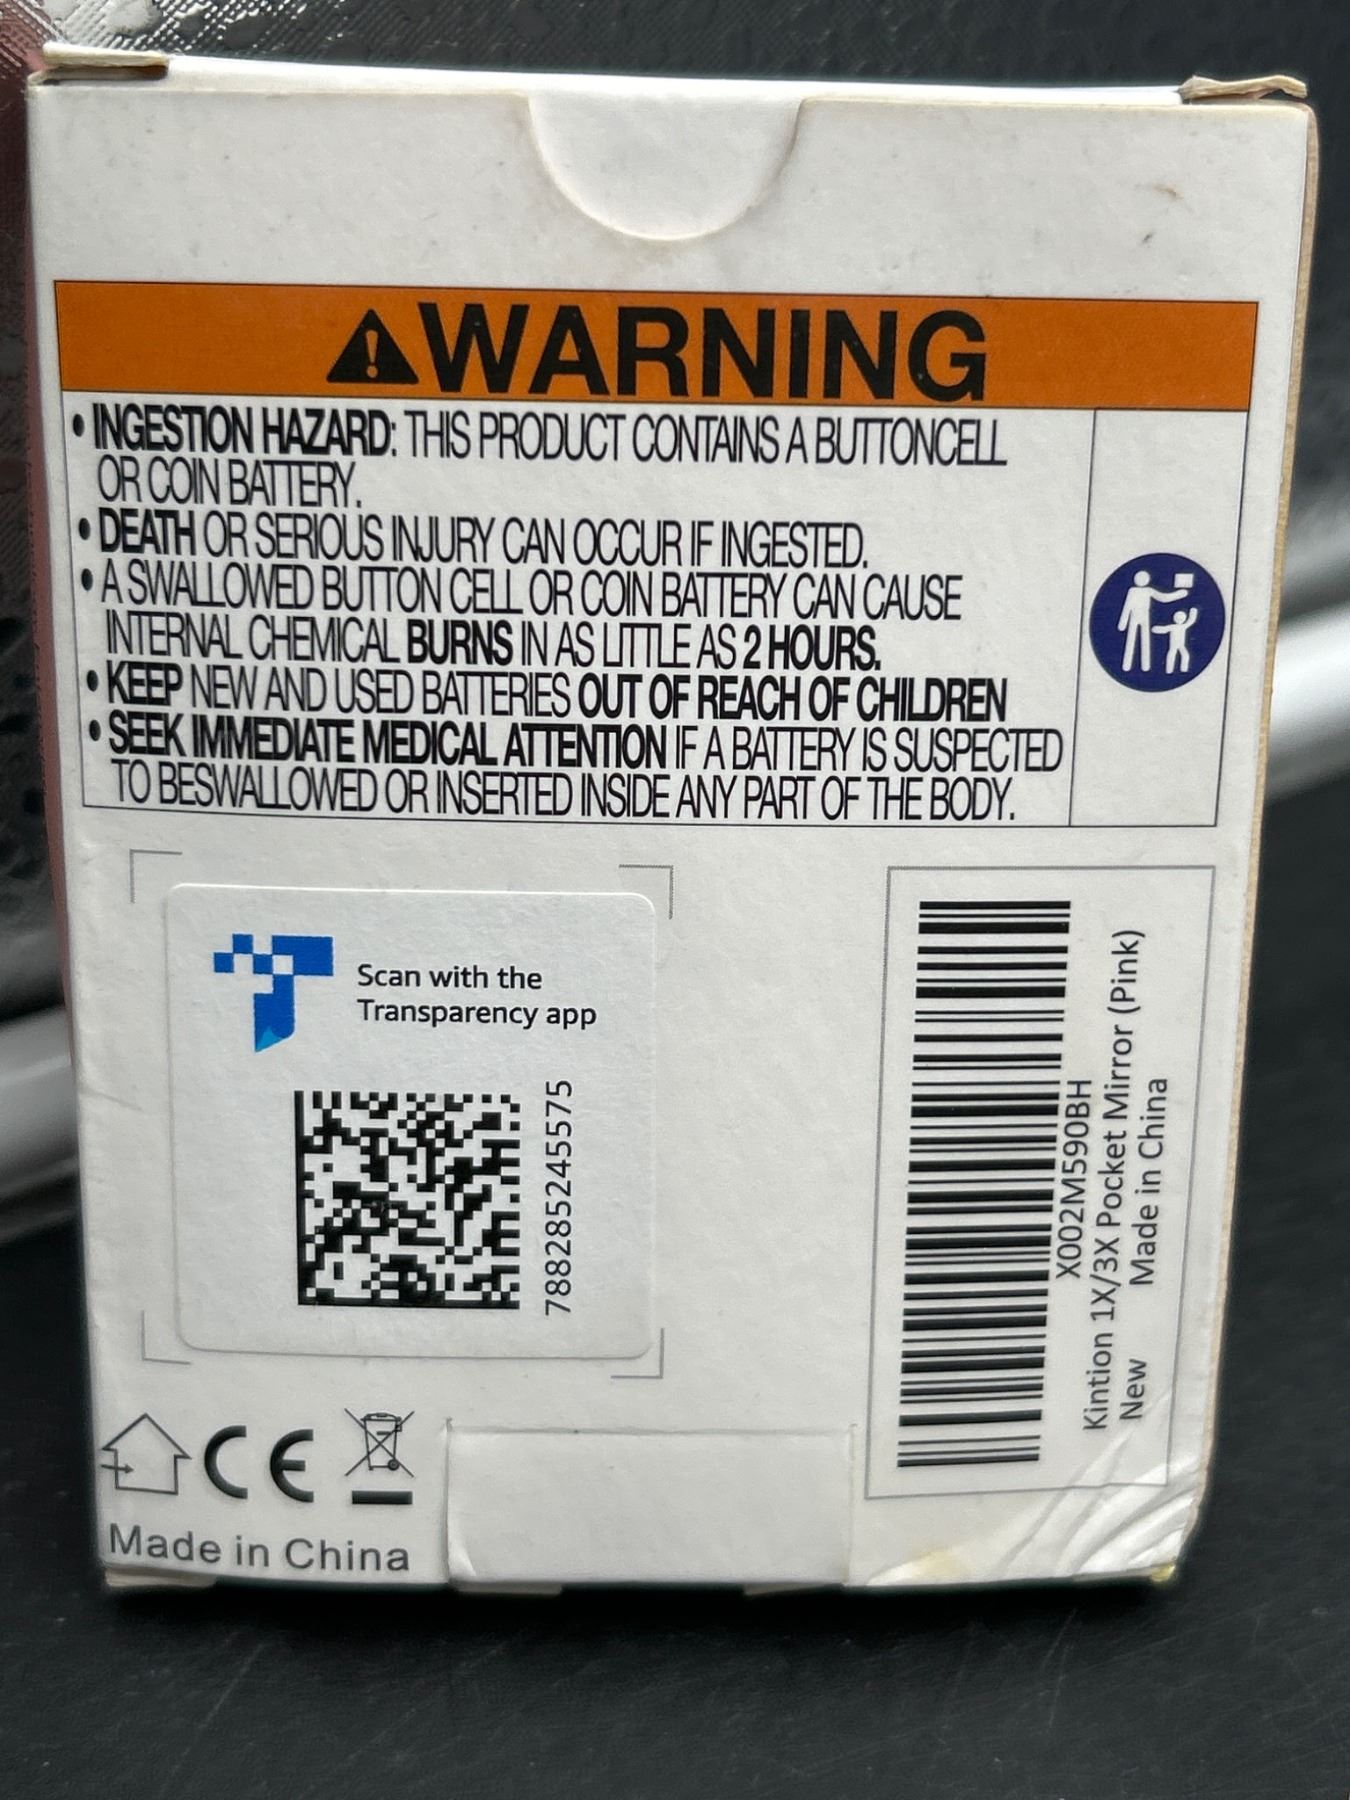 WARNING
• INGESTION HAZARD: THIS PRODUCT CONTAINS A BUTTONCELL
OR COIN BATTERY.
• DEATH OR SERIOUS INJURY CAN OCCUR IF INGESTED.
• A SWALLOWED BUTTON CELL OR COIN BATTERY CAN CAUSE
INTERNAL CHEMICAL BURNS IN AS LITTLE AS 2 HOURS.
• KEEP NEW AND USED BATTERIES OUT OF REACH OF CHILDREN
• SEEK IMMEDIATE MEDICAL ATTENTION IF A BATTERY IS SUSPECTED
TO BESWALLOWED OR INSERTED INSIDE ANY PART OF THE BODY.
Scan with the
Transparency app
788285245575
X002M590BH
Kintion 1X/3X Pocket Mirror (Pink)
New Made in China
CE
Made in China